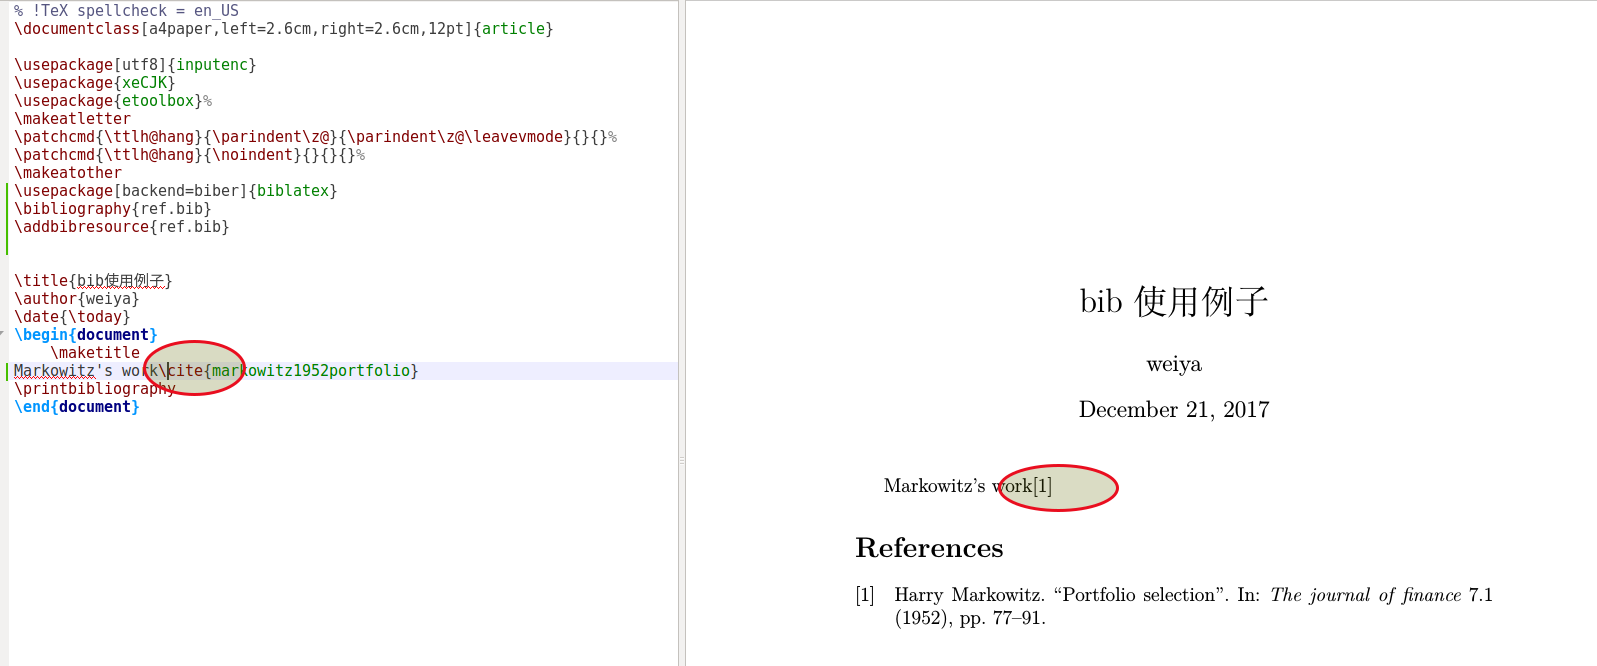 % !TeX spellcheck = en_US
\documentclass[a4paper,left=2.6cm,right=2.6cm,12pt]{article}
\usepackage[utf8]{inputenc}
\usepackage{xeCJK}
\usepackage{etoolbox}%
\makeatletter
\patchcmd{\ttlh@hang}{\parindent\z@}{\parindent\z@\leavevmode}{}{}%
\patchcmd{\ttlh@hang}{\noindent}{}{}{}%
\makeatother
\usepackage[backend=biber]{biblatex}
\bibliography{ref.bib}
\addbibresource{ref.bib}
\title{bib使用例子}
\author{weiya}
\date{\today}
\begin{document}
\maketitle
Markowitz's work\cite{markowitz1952portfolio}
\printbibliography
\end{document}
bib 使用例子
weiya
December 21, 2017
Markowitz’s work[1]
References
[1] Harry Markowitz. “Portfolio selection”. In: The journal of finance 7.1
(1952), pp. 77–91.